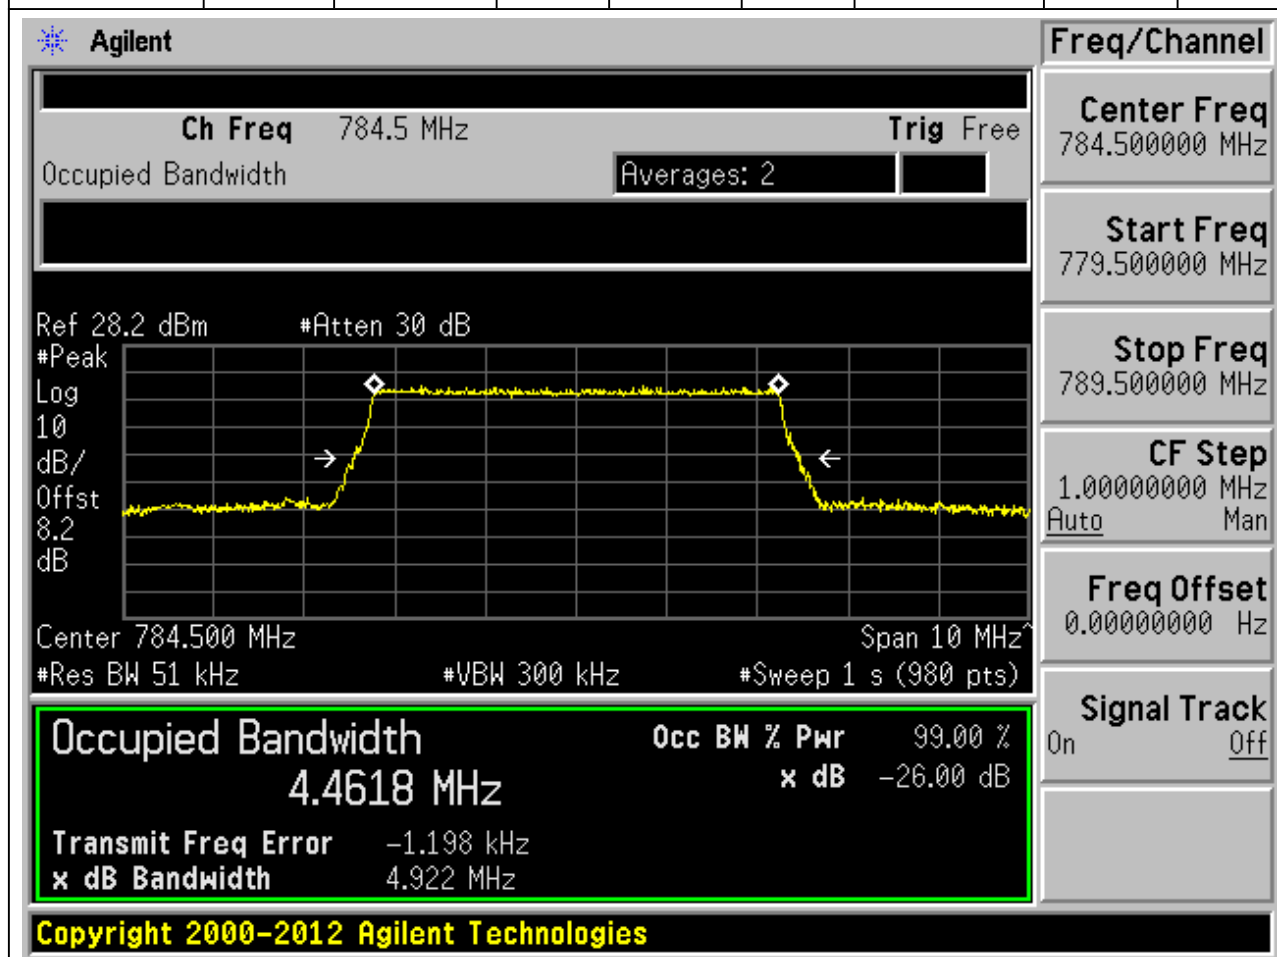 Agilent
Freq/Channel
Ch Freq 784.5 MHz Trig Free
Occupied Bandwidth Averages: 2
Center Freq
784.500000 MHz
Start Freq
779.500000 MHz
Stop Freq
789.500000 MHz
CF Step
1.00000000 MHz
Auto Man
Freq Offset
0.00000000 Hz
Signal Track
On Off
Ref 28.2 dBm #Atten 30 dB
#Peak
Log
10
dB/
Offst
8.2
dB
Center 784.500 MHz Span 10 MHz^
#Res BW 51 kHz #VBW 300 kHz #Sweep 1 s (980 pts)
Occupied Bandwidth
4.4618 MHz
Occ BW % Pwr 99.00 %
x dB -26.00 dB
Transmit Freq Error -1.198 kHz
x dB Bandwidth 4.922 MHz
Copyright 2000-2012 Agilent Technologies